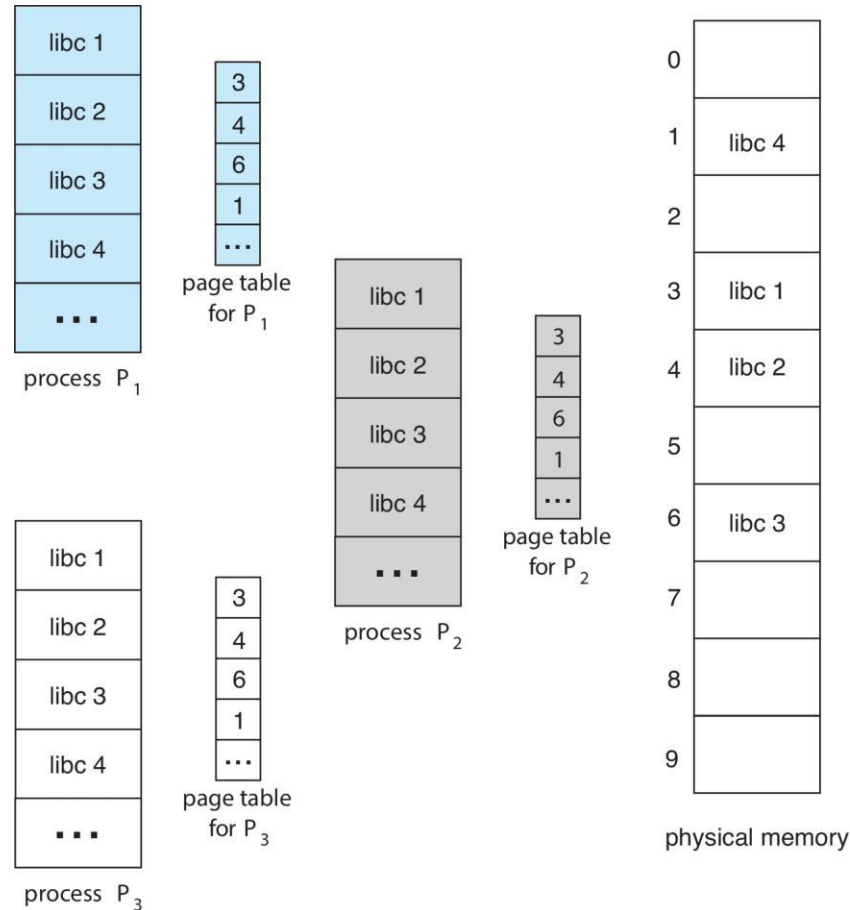 libc 1
libc 2
libc 3
libc 4
...
process P1
3
4
6
1
...
page table
for P1
libc 1
libc 2
libc 3
libc 4
...
process P2
3
4
6
1
...
page table
for P2
libc 1
libc 2
libc 3
libc 4
...
process P3
3
4
6
1
...
page table
for P3
0
1 libc 4
2
3 libc 1
4 libc 2
5
6 libc 3
7
8
9
physical memory